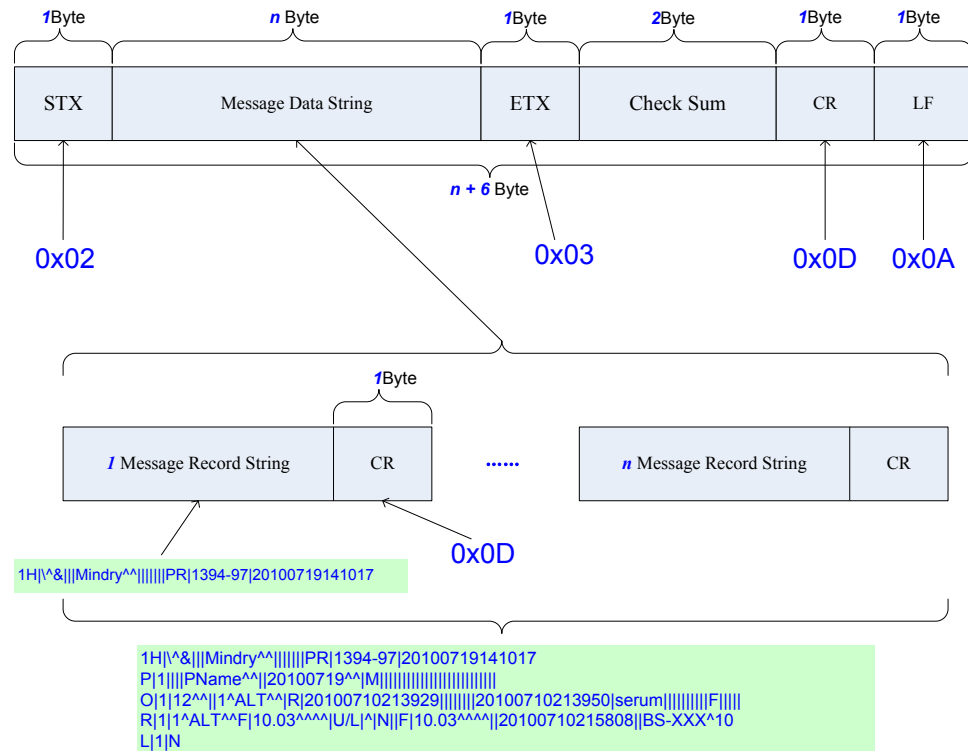 1Byte
n Byte
1Byte
2Byte
1Byte
1Byte
STX
Message Data String
ETX
Check Sum
CR
LF
n + 6 Byte
0x02
0x03
0x0D
0x0A
1Byte
1 Message Record String
CR
......
n Message Record String
CR
0x0D
1H|\^&|||Mindry^^|||||||PR|1394-97|20100719141017
1H|\^&|||Mindry^^|||||||PR|1394-97|20100719141017
P|1||||PName^^||20100719^^|M||||||||||||||||||||||||||
O|1|12^^||1^ALT^^|R|20100710213929||||||||20100710213950|serum||||||||||F|||||
R|1|1^ALT^^F|10.03^^^^|U/L|^|N||F|10.03^^^^||20100710215808||BS-XXX^10
L|1|N